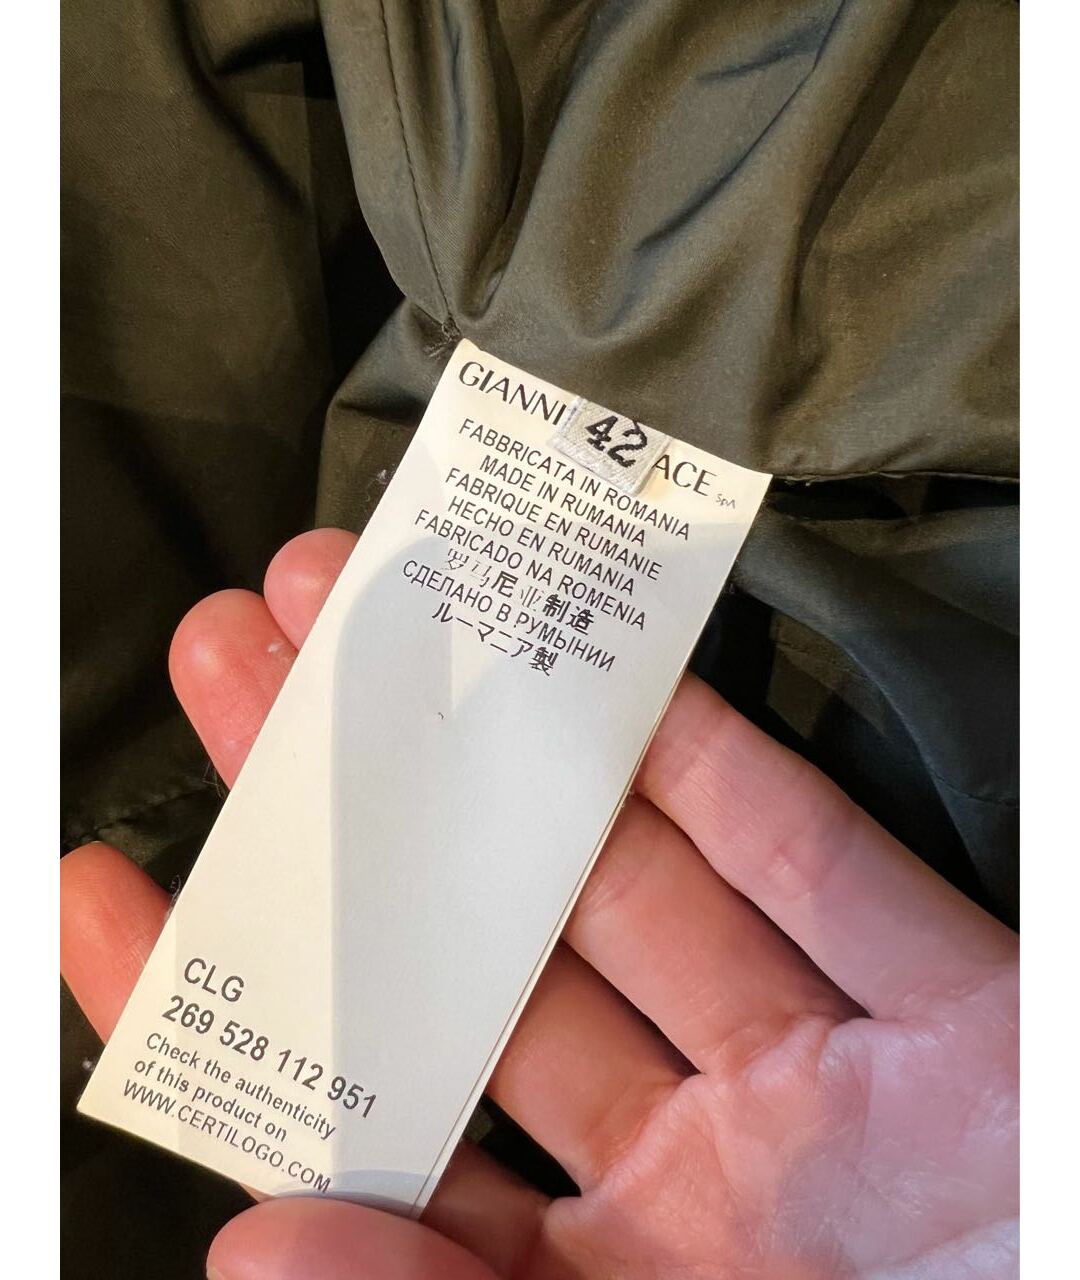 GIANNI ACE SpA
42
FABBRICATA IN ROMANIA
MADE IN RUMANIA
FABRIQUE EN RUMANIE
HECHO EN RUMANIA
FABRICADO NA ROMENIA
罗马尼亚制造
СДЕЛАНО В РУМЫНИИ
ルーマニア製
CLG
269 528 112 951
Check the authenticity
of this product on
WWW.CERTILOGO.COM